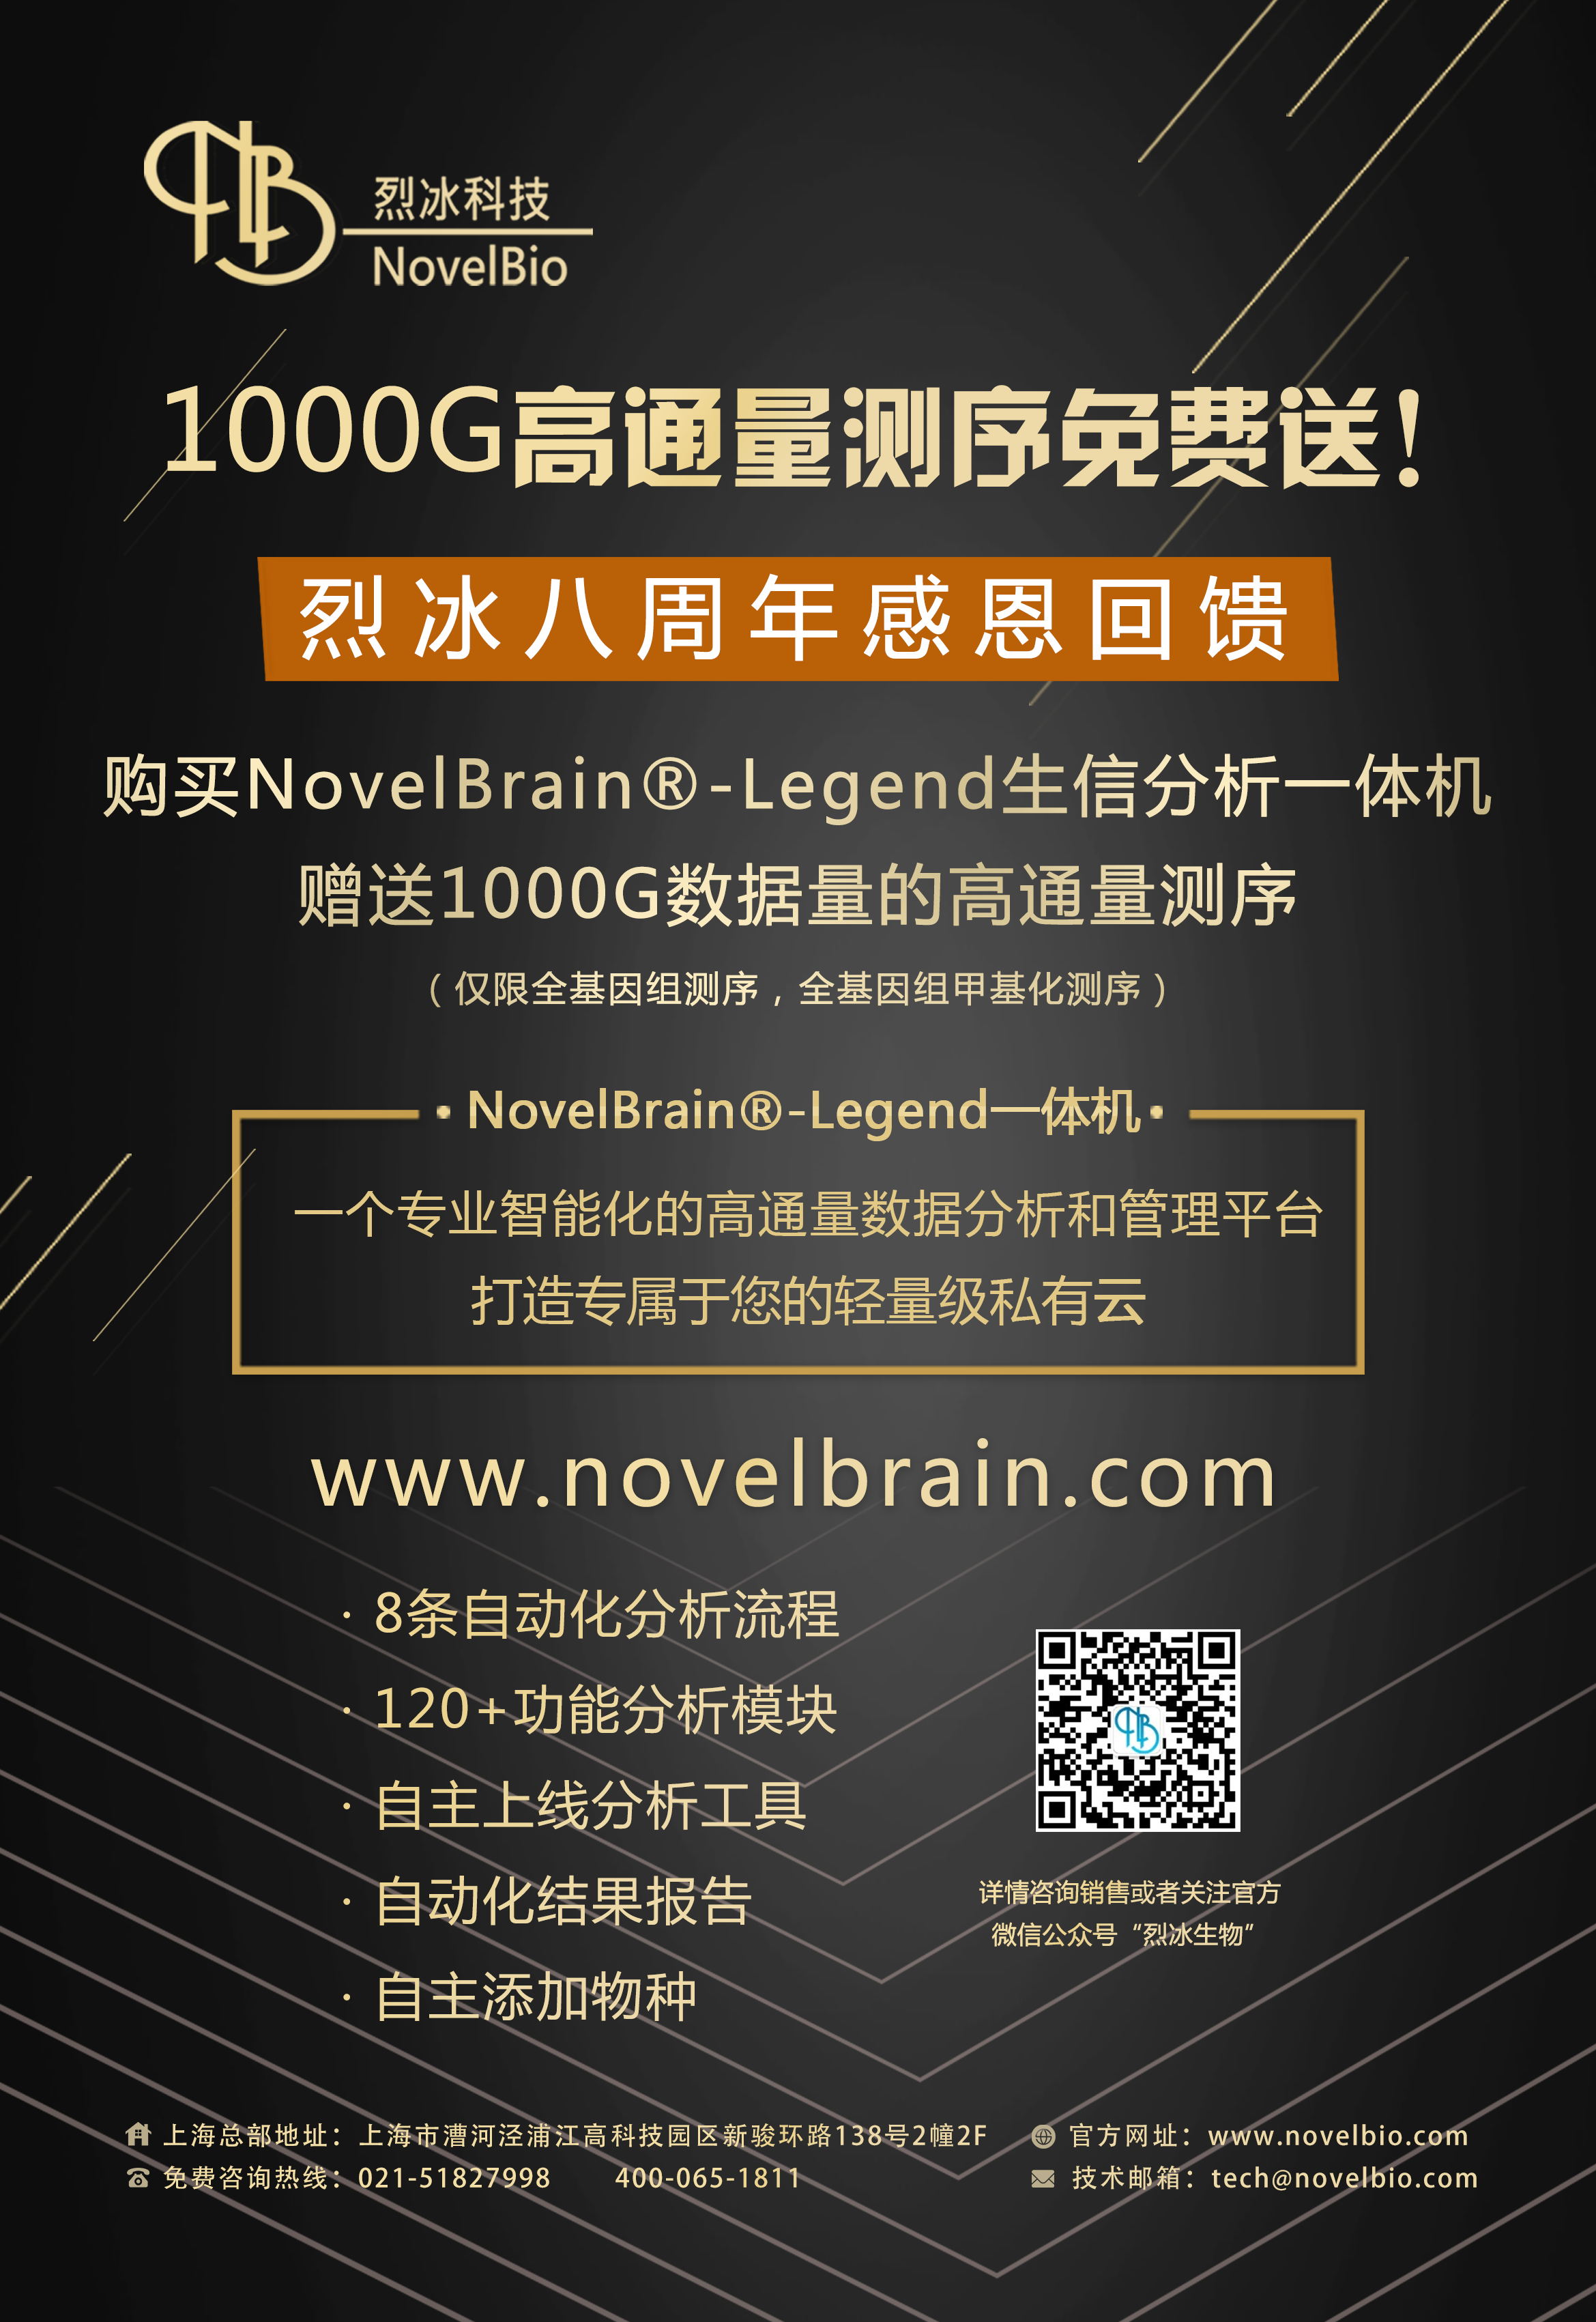 烈冰科技
NovelBio
1000G高通量测序免费送!
烈冰八周年感恩回馈
购买NovelBrain®-Legend生信分析一体机
赠送1000G数据量的高通量测序
（仅限全基因组测序，全基因组甲基化测序）
NovelBrain®-Legend一体机
一个专业智能化的高通量数据分析和管理平台
打造专属于您的轻量级私有云
www.novelbrain.com
· 8条自动化分析流程
· 120+功能分析模块
· 自主上线分析工具
· 自动化结果报告
· 自主添加物种
详情咨询销售或者关注官方
微信公众号“烈冰生物”
上海总部地址：上海市漕河泾浦江高科技园区新骏环路138号2幢2F
免费咨询热线：021-51827998 400-065-1811
官方网址：www.novelbio.com
技术邮箱：tech@novelbio.com